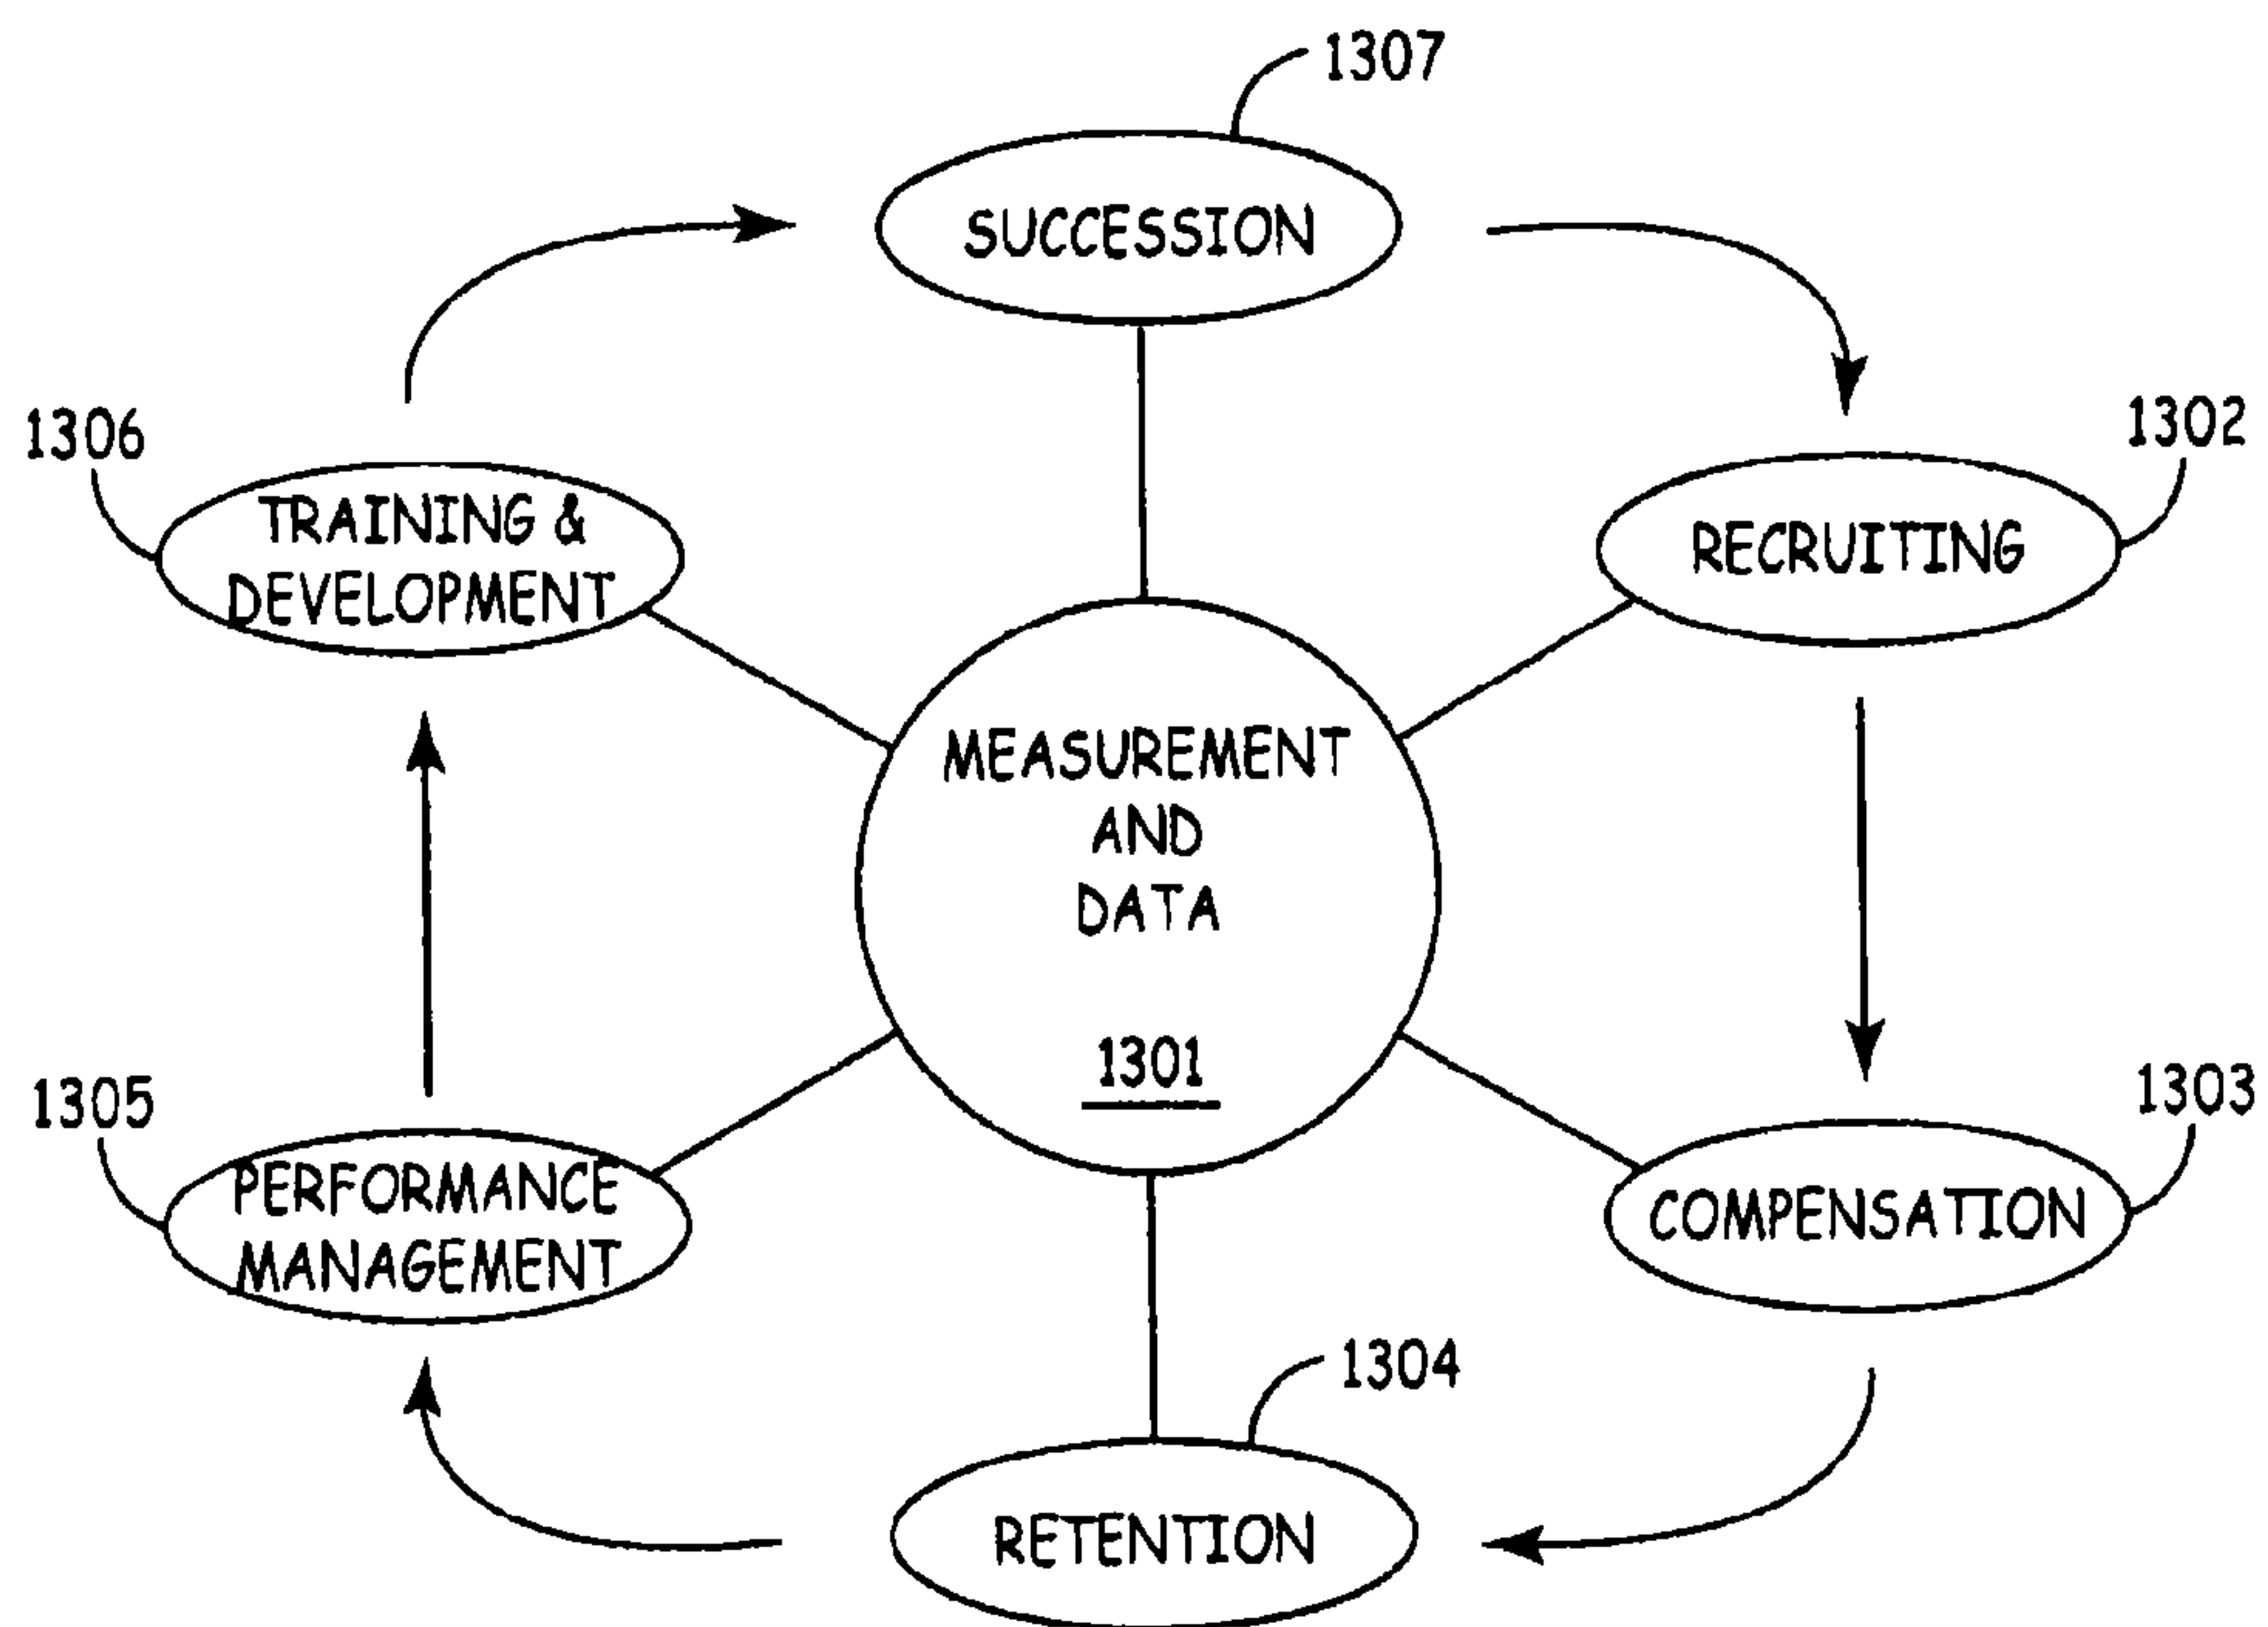 1307
SUCCESSION
1306
TRAINING &
DEVELOPMENT
1302
RECRUITING
MEASUREMENT
AND
DATA
1301
1305
PERFORMANCE
MANAGEMENT
1303
COMPENSATION
1304
RETENTION